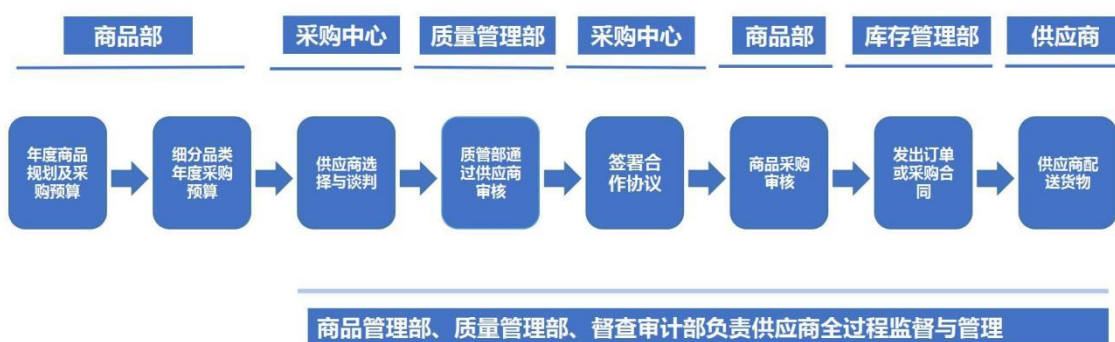 商品部
采购中心
质量管理部
采购中心
商品部
库存管理部
供应商
年度商品
规划及采
购预算
细分品类
年度采购
预算
供应商选
择与谈判
质管部通
过供应商
审核
签署合
作协议
商品采购
审核
发出订单
或采购合
同
供应商配
送货物
商品管理部、质量管理部、督查审计部负责供应商全过程监督与管理